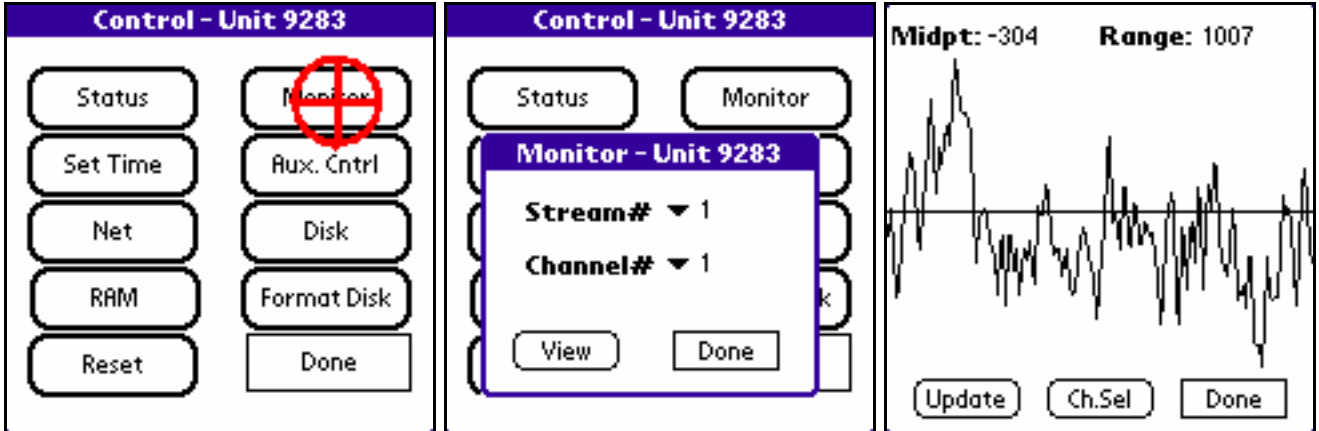 Control - Unit 9283
Status
Monitor
Set Time
Aux. Cntrl
Net
Disk
RAM
Format Disk
Reset
Done
Control - Unit 9283
Status
Monitor
Monitor - Unit 9283
Stream# 1
Channel# 1
k
View
Done
Midpt: -304 Range: 1007
Update
Ch.Sel
Done